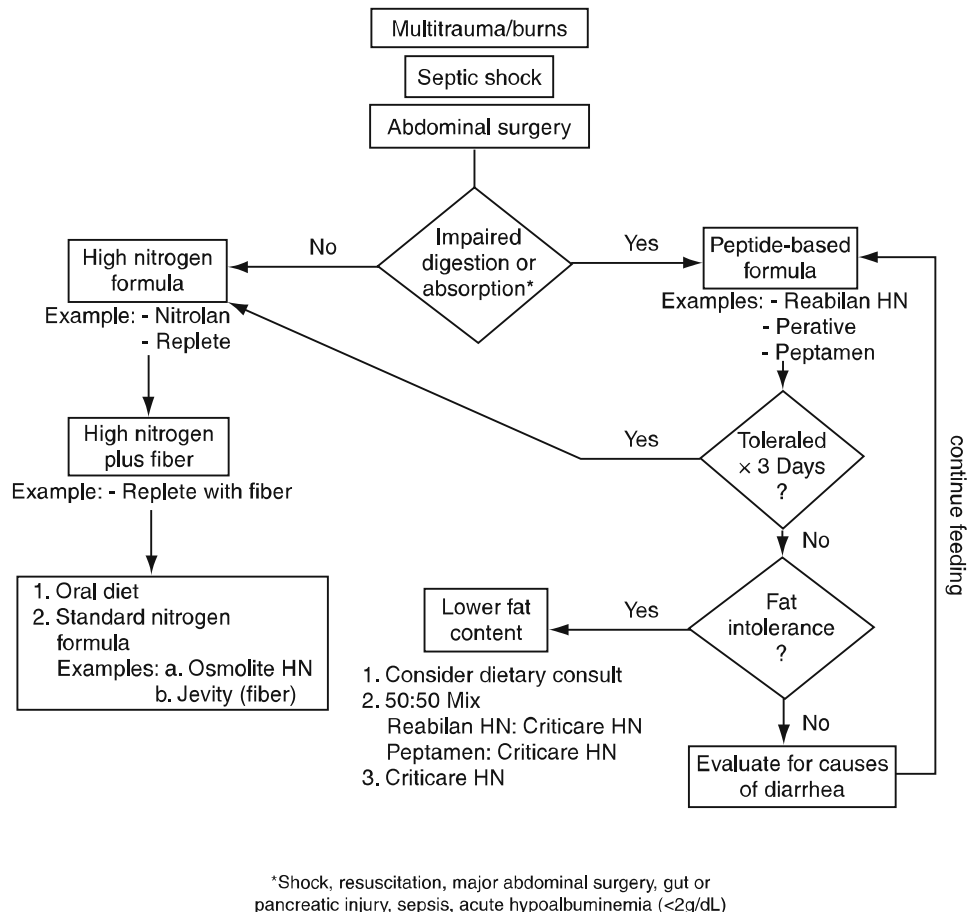 Multitrauma/burns
Septic shock
Abdominal surgery
Impaired
digestion or
absorption*
No
Yes
High nitrogen
formula
Example: - Nitrolan
- Replete
Peptide-based
formula
Examples: - Reabilan HN
- Perative
- Peptamen
High nitrogen
plus fiber
Example: - Replete with fiber
Yes
Toleraled
× 3 Days
?
No
continue feeding
1. Oral diet
2. Standard nitrogen
formula
Examples: a. Osmolite HN
b. Jevity (fiber)
Lower fat
content
Yes
Fat
intolerance
?
1. Consider dietary consult
2. 50:50 Mix
Reabilan HN: Criticare HN
Peptamen: Criticare HN
3. Criticare HN
No
Evaluate for causes
of diarrhea
*Shock, resuscitation, major abdominal surgery, gut or
pancreatic injury, sepsis, acute hypoalbuminemia (<2g/dL)